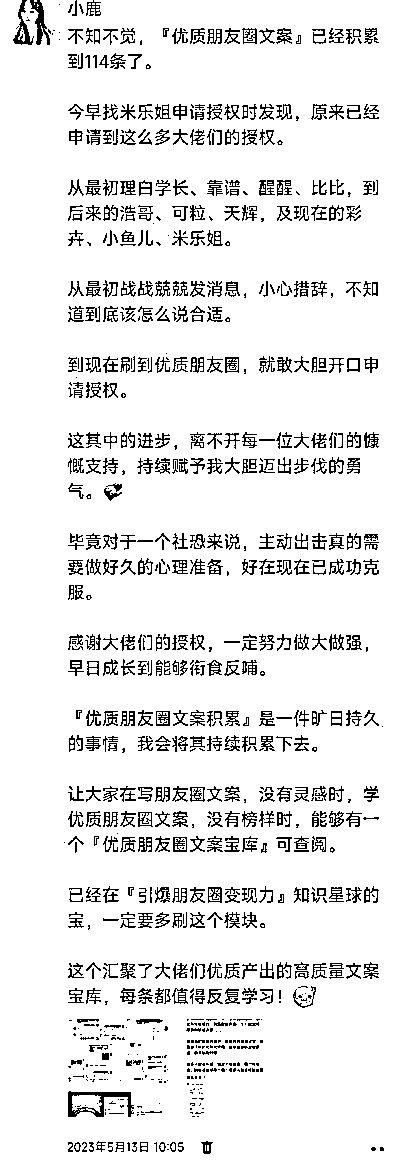 小鹿
不知不觉，『优质朋友圈文案』已经积累
到114条了。
今早找米乐姐申请授权时发现，原来已经
申请到这么多大佬们的授权。
从最初理白学长、靠谱、醒醒、比比，到
后来的浩哥、可粒、天辉，及现在的彩
卉、小鱼儿、米乐姐。
从最初战战兢兢发消息，小心措辞，不知
道到底该怎么说合适。
到现在刷到优质朋友圈，就敢大胆开口申
请授权。
这其中的进步，离不开每一位大佬们的慷
慨支持，持续赋予我大胆迈出步伐的勇
气。
毕竟对于一个社恐来说，主动出击真的需
要做好久的心理准备，好在现在已成功克
服。
感谢大佬们的授权，一定努力做大做强，
早日成长到能够衔食反哺。
『优质朋友圈文案积累』是一件旷日持久
的事情，我会将其持续积累下去。
让大家在写朋友圈文案，没有灵感时，学
优质朋友圈文案，没有榜样时，能够有一
个『优质朋友圈文案宝库』可查阅。
已经在『引爆朋友圈变现力』知识星球的
宝，一定要多刷这个模块。
这个汇聚了大佬们优质产出的高质量文案
宝库，每条都值得反复学习！
2023年5月13日 10:05